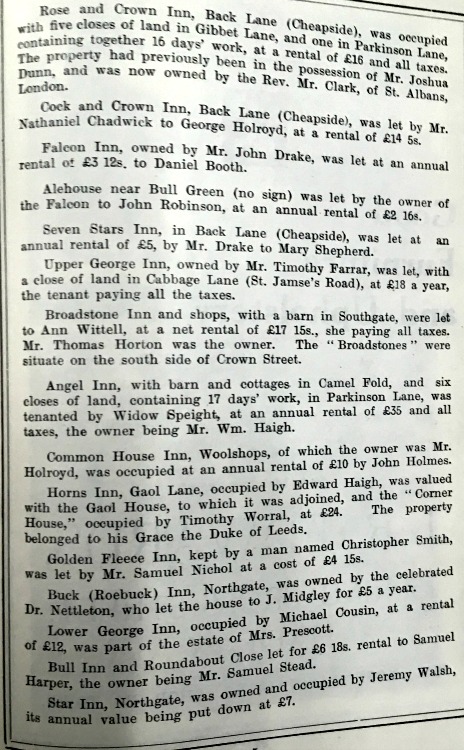 Rose and Crown Inn, Back Lane (Cheapside), was occupied
with five closes of land in Gibbet Lane, and one in Parkinson Lane,
containing together 16 days' work, at a rental of £16 and all taxes.
The property had previously been in the possession of Mr. Joshua
Dunn, and was now owned by the Rev. Mr. Clark, of St. Albans,
London.
Cock and Crown Inn, Back Lane (Cheapside), was let by Mr.
Nathaniel Chadwick to George Holroyd, at a rental of £14 5s.
Falcon Inn, owned by Mr. John Drake, was let at an annual
rental of £3 12s. to Daniel Booth.
Alehouse near Bull Green (no sign) was let by the owner of
the Falcon to John Robinson, at an annual rental of £2 16s.
Seven Stars Inn, in Back Lane (Cheapside), was let at an
annual rental of £5, by Mr. Drake to Mary Shepherd.
Upper George Inn, owned by Mr. Timothy Farrar, was let, with
a close of land in Cabbage Lane (St. Jamse's Road), at £18 a year,
the tenant paying all the taxes.
Broadstone Inn and shops, with a barn in Southgate, were let
to Ann Wittell, at a net rental of £17 15s., she paying all taxes.
Mr. Thomas Horton was the owner. The "Broadstones" were
situate on the south side of Crown Street.
Angel Inn, with barn and cottages in Camel Fold, and six
closes of land, containing 17 days' work, in Parkinson Lane, was
tenanted by Widow Speight, at an annual rental of £35 and all
taxes, the owner being Mr. Wm. Haigh.
Common House Inn, Woolshops, of which the owner was Mr.
Holroyd, was occupied at an annual rental of £10 by John Holmes.
Horns Inn, Gaol Lane, occupied by Edward Haigh, was valued
with the Gaol House, to which it was adjoined, and the "Corner
House," occupied by Timothy Worral, at £24. The property
belonged to his Grace the Duke of Leeds.
Golden Fleece Inn, kept by a man named Christopher Smith,
was let by Mr. Samuel Nichol at a cost of £4 15s.
Buck (Roebuck) Inn, Northgate, was owned by the celebrated
Dr. Nettleton, who let the house to J. Midgley for £5 a year.
Lower George Inn, occupied by Michael Cousin, at a rental
of £12, was part of the estate of Mrs. Prescott.
Bull Inn and Roundabout Close let for £6 18s. rental to Samuel
Harper, the owner being Mr. Samuel Stead.
Star Inn, Northgate, was owned and occupied by Jeremy Walsh,
its annual value being put down at £7.